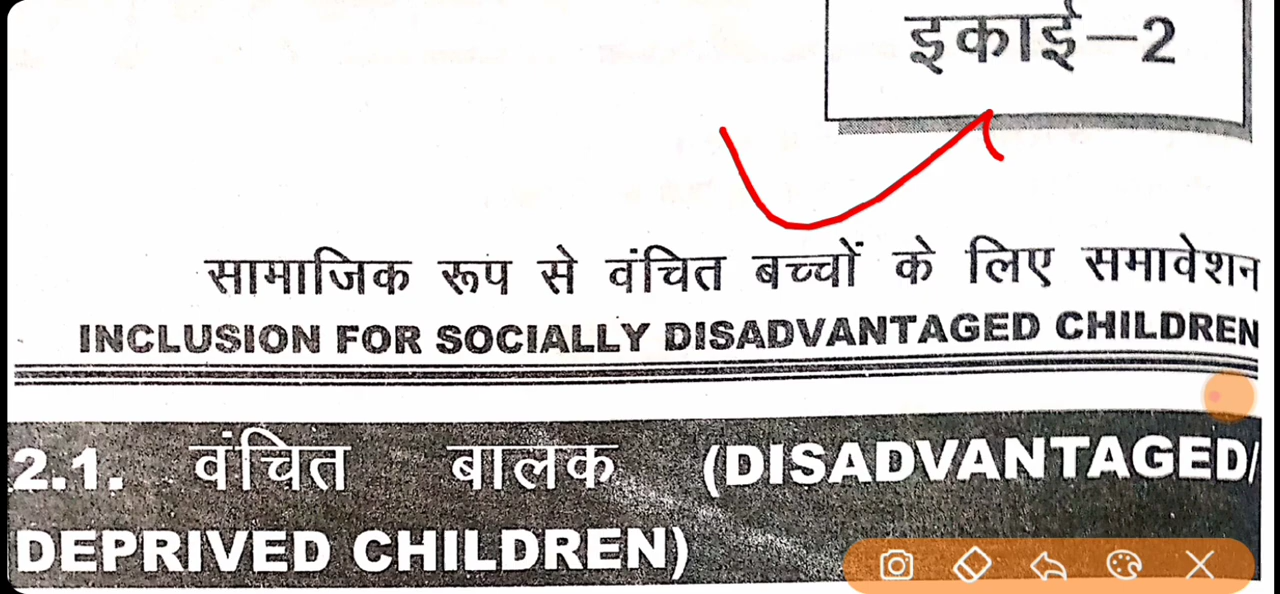 इकाई–2
सामाजिक रूप से वंचित बच्चों के लिए समावेशन
INCLUSION FOR SOCIALLY DISADVANTAGED CHILDREN
2.1. वंचित बालक (DISADVANTAGED/
DEPRIVED CHILDREN)